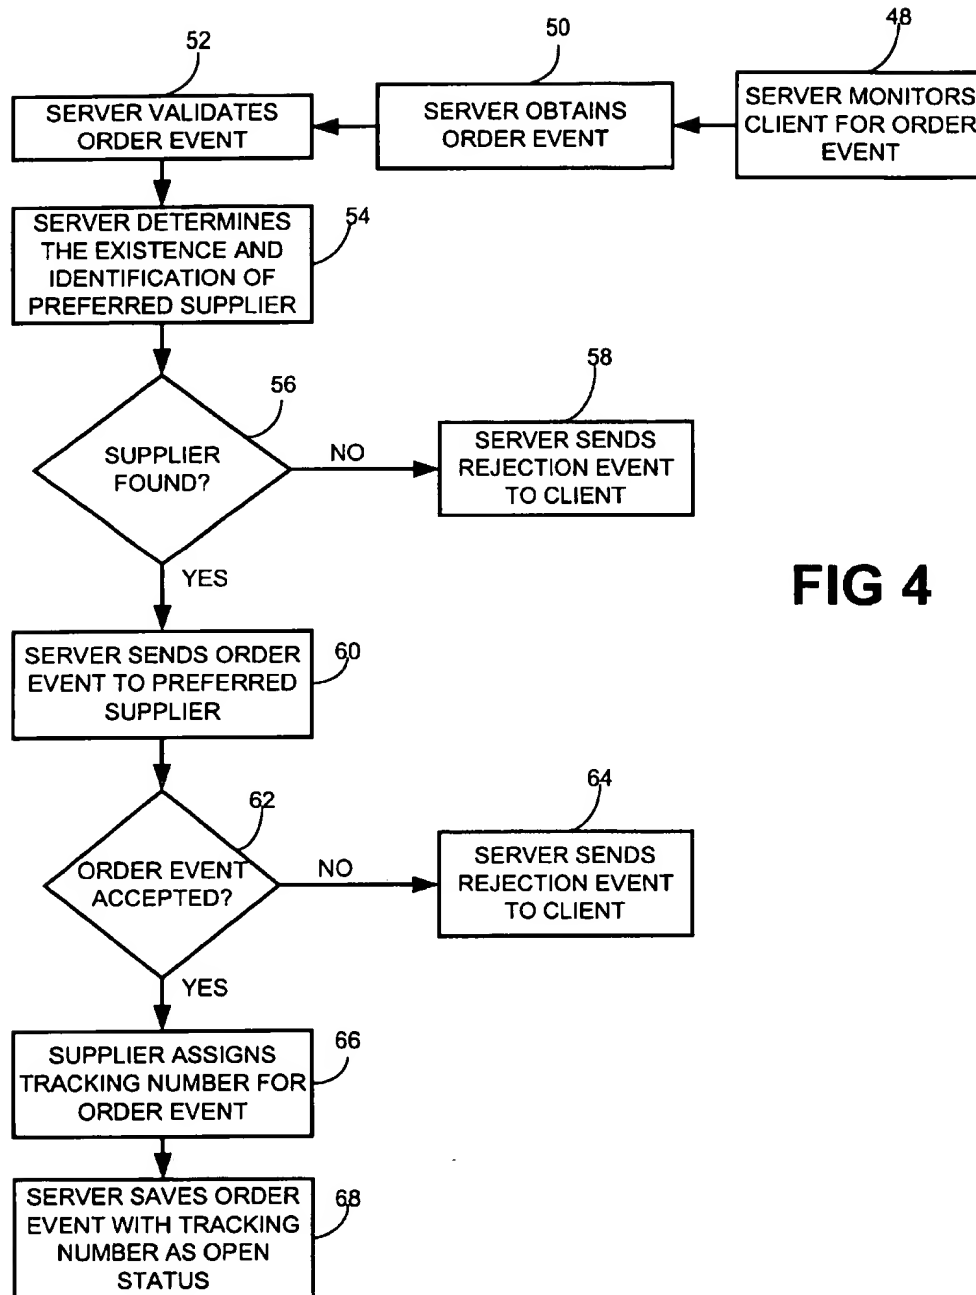 52
50
48
SERVER VALIDATES
ORDER EVENT
SERVER OBTAINS
ORDER EVENT
SERVER MONITORS
CLIENT FOR ORDER
EVENT
54
SERVER DETERMINES
THE EXISTENCE AND
IDENTIFICATION OF
PREFERRED SUPPLIER
56
SUPPLIER
FOUND?
NO
58
SERVER SENDS
REJECTION EVENT
TO CLIENT
YES
FIG 4
60
SERVER SENDS ORDER
EVENT TO PREFERRED
SUPPLIER
62
ORDER EVENT
ACCEPTED?
NO
64
SERVER SENDS
REJECTION EVENT
TO CLIENT
YES
66
SUPPLIER ASSIGNS
TRACKING NUMBER FOR
ORDER EVENT
68
SERVER SAVES ORDER
EVENT WITH TRACKING
NUMBER AS OPEN
STATUS